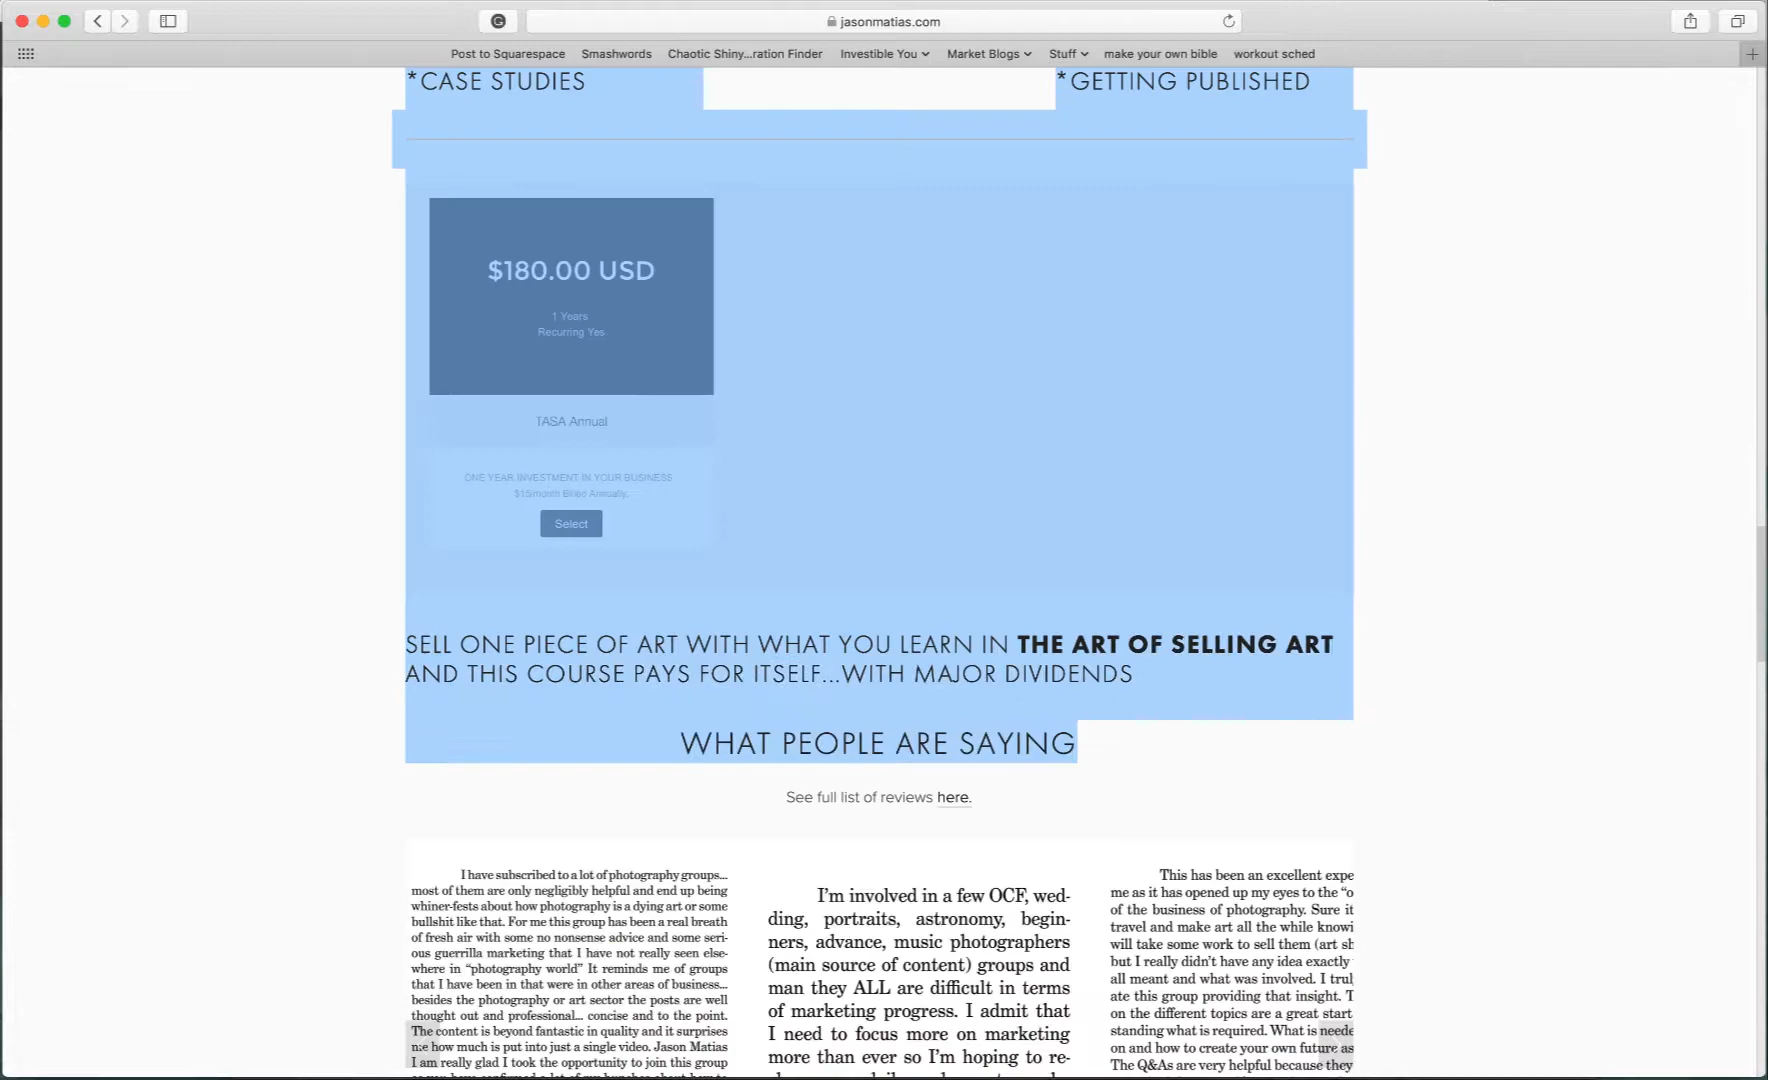 jasonmatias.com
Post to Squarespace
Smashwords
Chaotic Shiny...ration Finder
Investible You
Market Blogs
Stuff
make your own bible
workout sched
*CASE STUDIES
*GETTING PUBLISHED
$180.00 USD
1 Years
Recurring Yes
TASA Annual
ONE YEAR INVESTMENT IN YOUR BUSINESS
$15/month Billed Annually.
Select
SELL ONE PIECE OF ART WITH WHAT YOU LEARN IN THE ART OF SELLING ART
AND THIS COURSE PAYS FOR ITSELF...WITH MAJOR DIVIDENDS
WHAT PEOPLE ARE SAYING
See full list of reviews here.
I have subscribed to a lot of photography groups...
most of them are only negligibly helpful and end up being
whiner-fests about how photography is a dying art or some
bullshit like that. For me this group has been a real breath
of fresh air with some no nonsense advice and some seri-
ous guerrilla marketing that I have not really seen else-
where in “photography world” It reminds me of groups
that I have been in that were in other areas of business...
besides the photography or art sector the posts are well
thought out and professional... concise and to the point.
The content is beyond fantastic in quality and it surprises
me how much is put into just a single video. Jason Matias
I am really glad I took the opportunity to join this group
I’m involved in a few OCF, wed-
ding, portraits, astronomy, begin-
ners, advance, music photographers
(main source of content) groups and
man they ALL are difficult in terms
of marketing progress. I admit that
I need to focus more on marketing
more than ever so I’m hoping to re-
This has been an excellent expe
me as it has opened up my eyes to the “o
of the business of photography. Sure it
travel and make art all the while knowi
will take some work to sell them (art sh
but I really didn’t have any idea exactly
all meant and what was involved. I trul
ate this group providing that insight. T
on the different topics are a great start
standing what is required. What is neede
on and how to create your own future as
The Q&As are very helpful because they